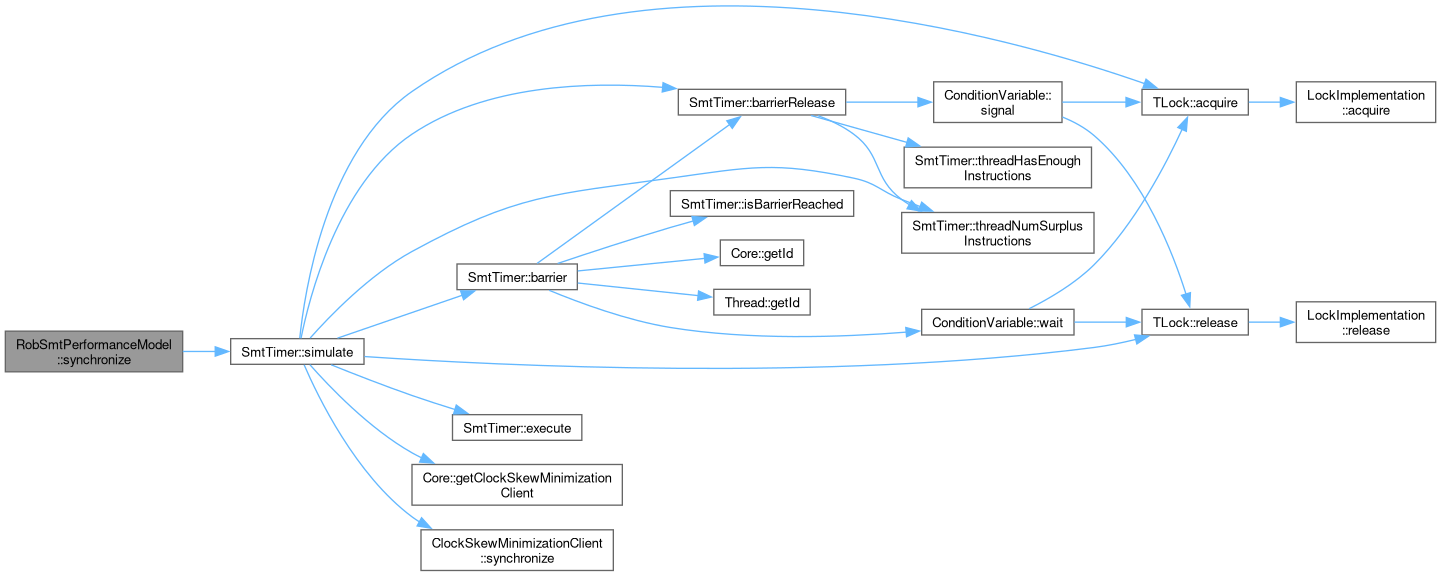 RobSmtPerformanceModel
::synchronize
SmtTimer::simulate
SmtTimer::barrier
SmtTimer::barrierRelease
SmtTimer::isBarrierReached
Core::getId
Thread::getId
SmtTimer::execute
Core::getClockSkewMinimization
Client
ClockSkewMinimizationClient
::synchronize
ConditionVariable::
signal
SmtTimer::threadHasEnough
Instructions
SmtTimer::threadNumSurplus
Instructions
ConditionVariable::wait
TLock::acquire
TLock::release
LockImplementation
::acquire
LockImplementation
::release